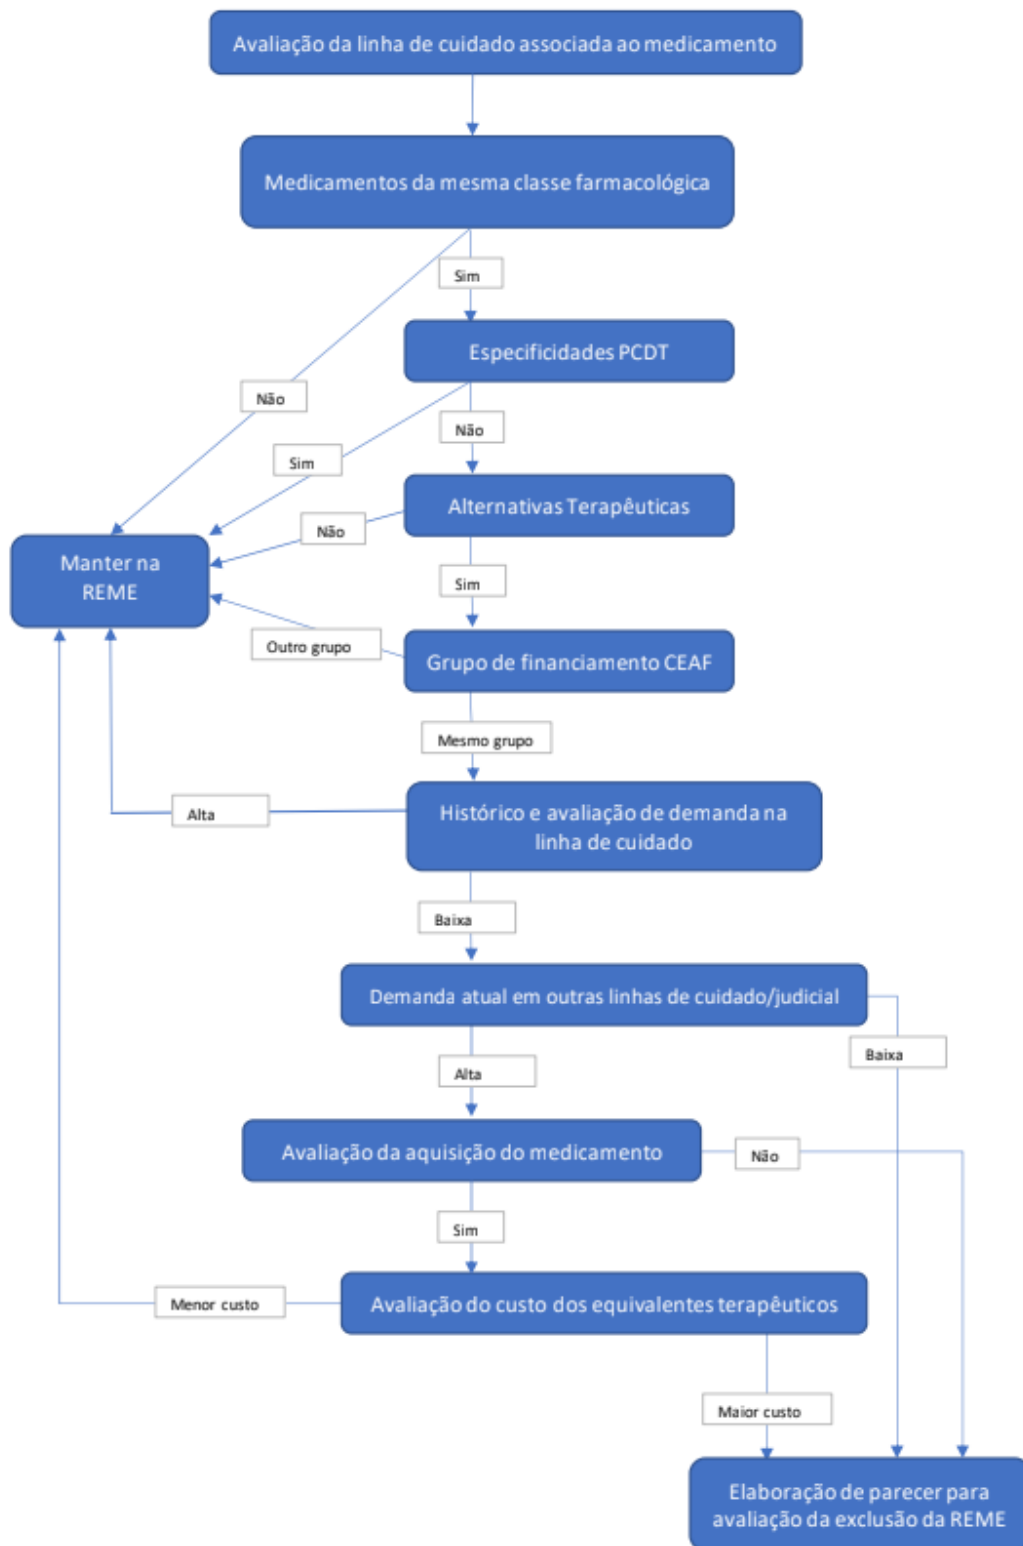 Avaliação da linha de cuidado associada ao medicamento
Medicamentos da mesma classe farmacológica
Sim
Especificidades PCDT
Não
Não
Sim
Alternativas Terapêuticas
Não
Manter na
REME
Sim
Outro grupo
Grupo de financiamento CEAF
Mesmo grupo
Histórico e avaliação de demanda na
linha de cuidado
Alta
Baixa
Demanda atual em outras linhas de cuidado/judicial
Baixa
Alta
Avaliação da aquisição do medicamento
Não
Sim
Avaliação do custo dos equivalentes terapêuticos
Menor custo
Maior custo
Elaboração de parecer para
avaliação da exclusão da REME